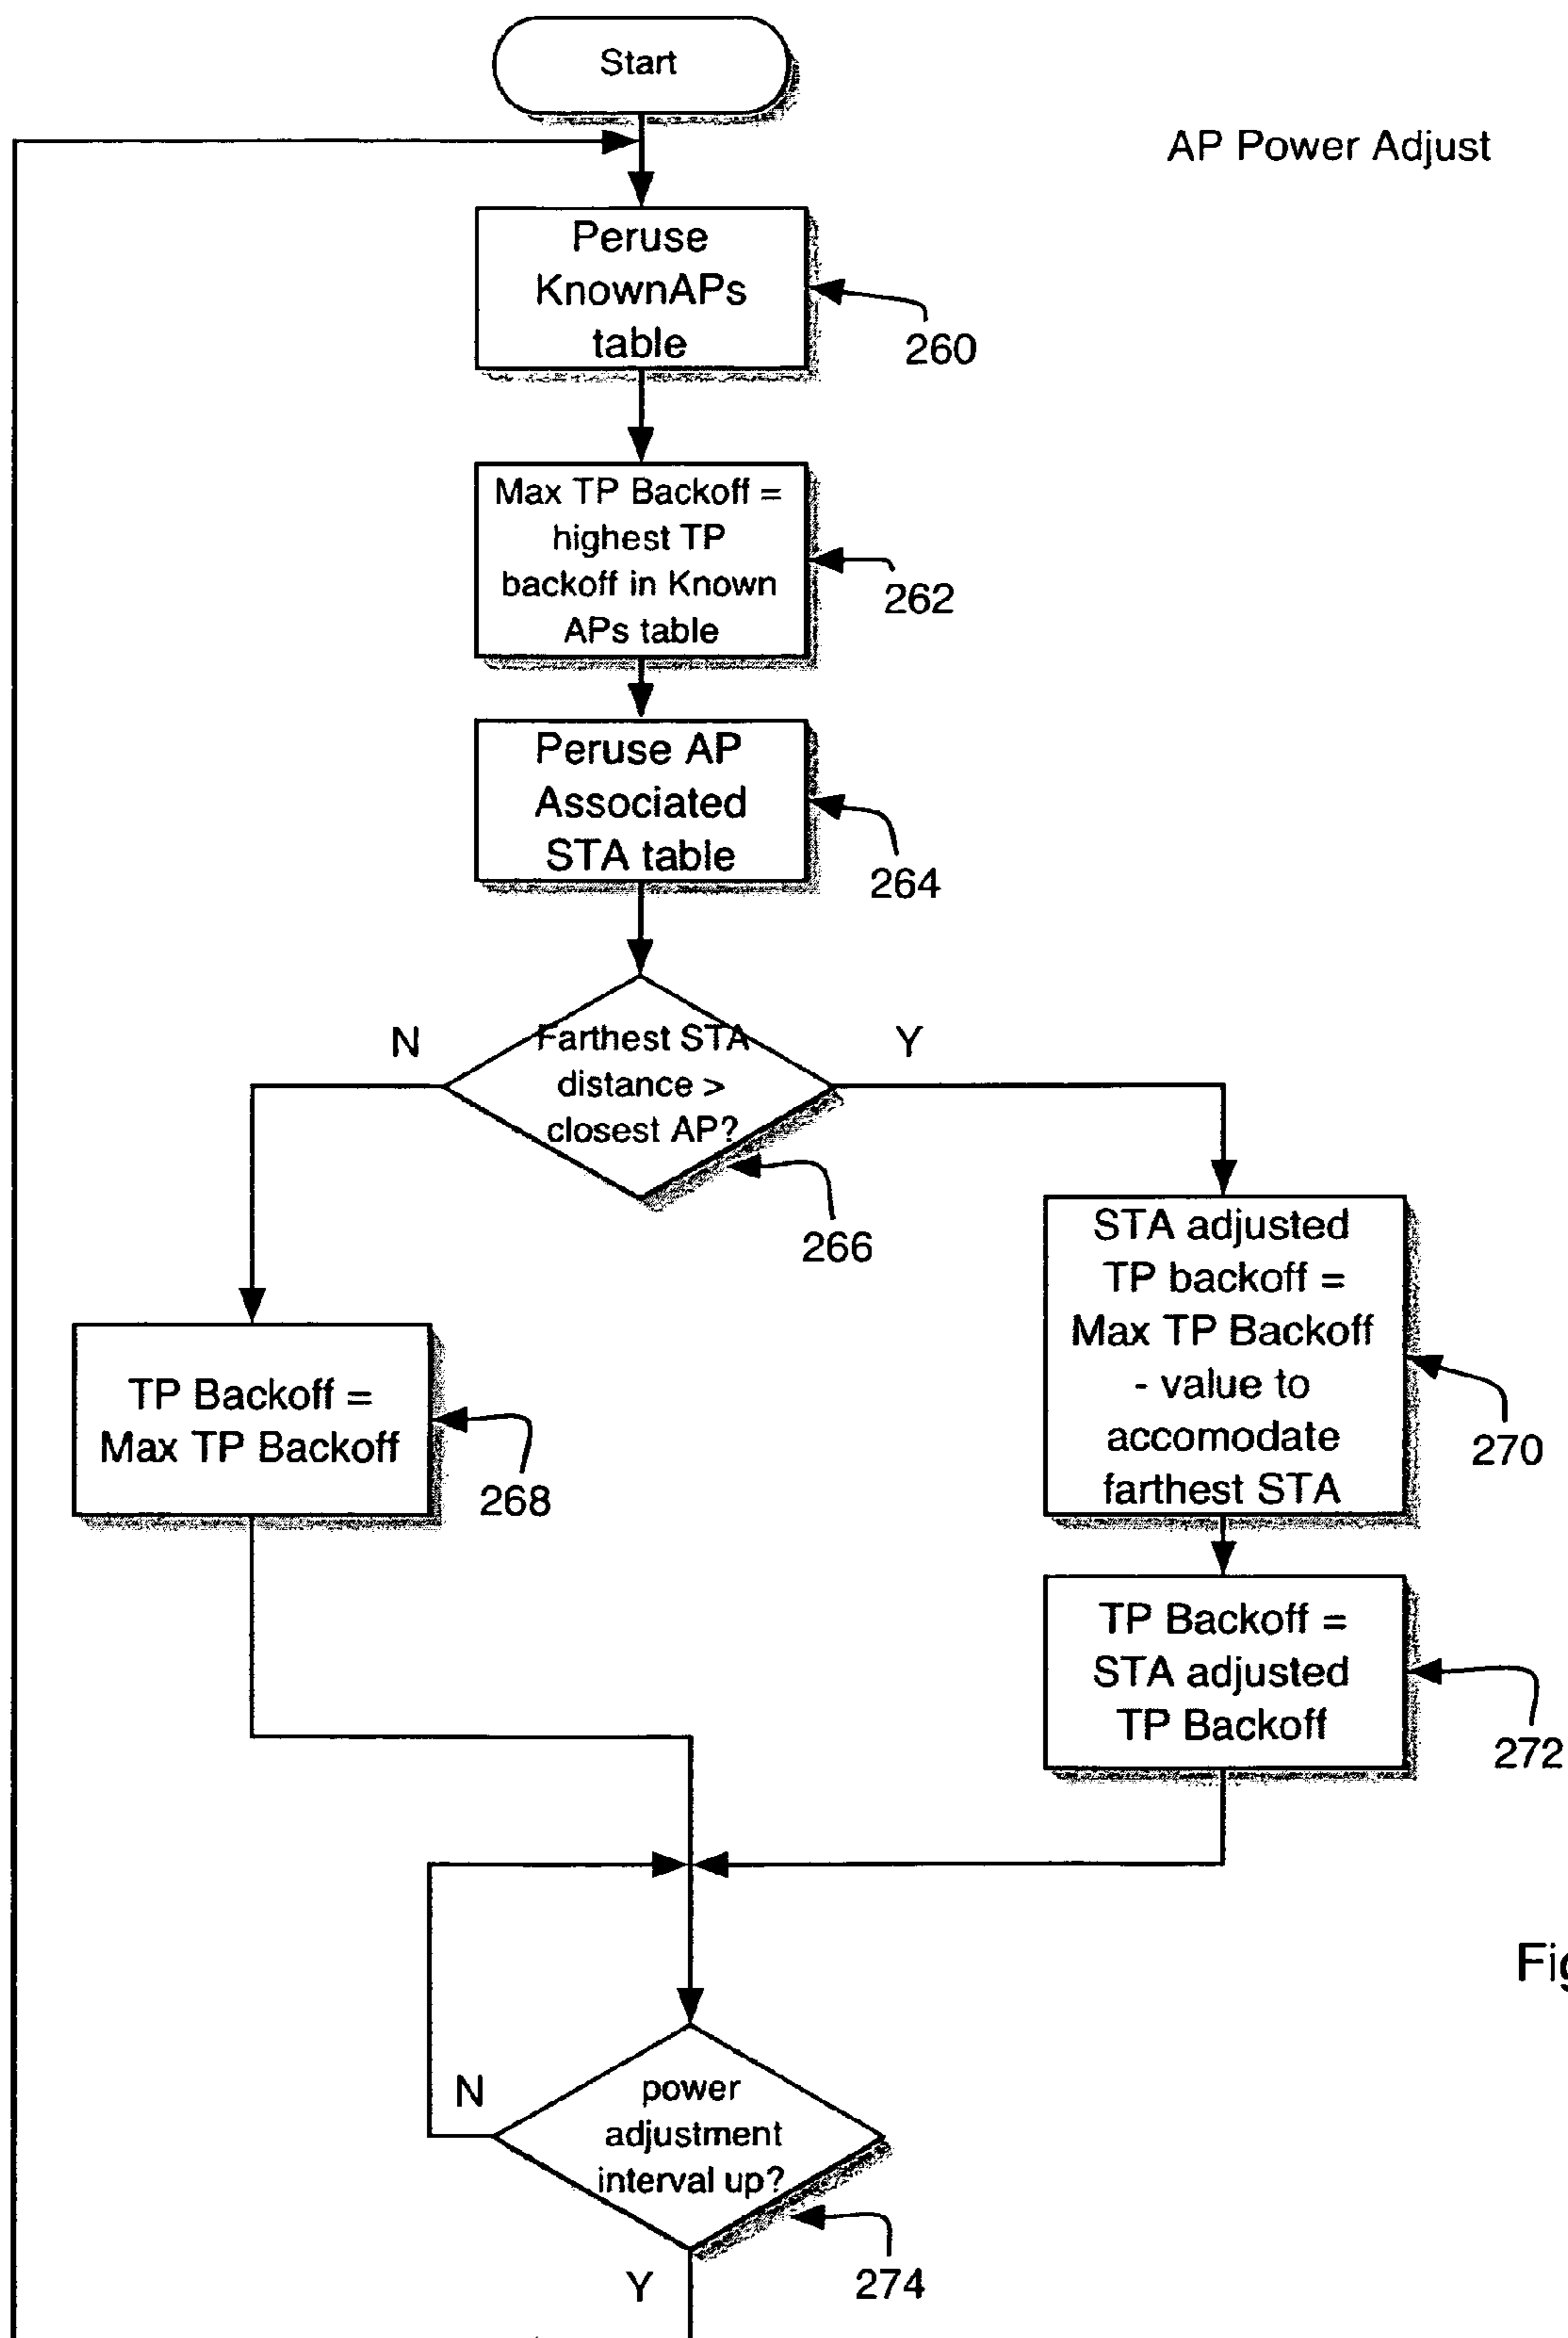 Start
AP Power Adjust
Peruse
KnownAPs
table
260
Max TP Backoff =
highest TP
backoff in Known
APs table
262
Peruse AP
Associated
STA table
264
N
Farthest STA
distance >
closest AP?
Y
266
STA adjusted
TP backoff =
Max TP Backoff
- value to
accomodate
farthest STA
270
TP Backoff =
Max TP Backoff
268
TP Backoff =
STA adjusted
TP Backoff
272
N
power
adjustment
interval up?
274
Y